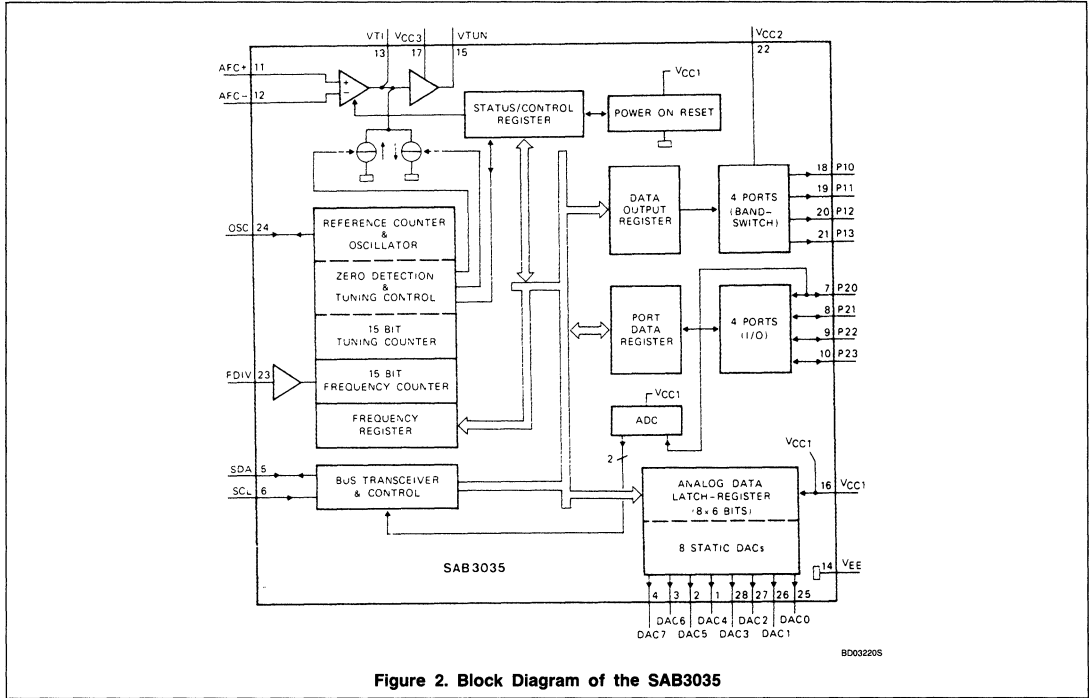 VTI VCC3 VTUN
13 17 15
VCC2
22
AFC+ 11
AFC- 12
+
-
STATUS/CONTROL
REGISTER
VCC1
POWER ON RESET
DATA
OUTPUT
REGISTER
4 PORTS
(BAND-
SWITCH)
18 P10
19 P11
20 P12
21 P13
OSC 24
REFERENCE COUNTER
&
OSCILLATOR
ZERO DETECTION
&
TUNING CONTROL
15 BIT
TUNING COUNTER
FDIV 23
15 BIT
FREQUENCY COUNTER
FREQUENCY
REGISTER
PORT
DATA
REGISTER
4 PORTS
(I/O)
7 P20
8 P21
9 P22
10 P23
VCC1
ADC
2
SDA 5
SCL 6
BUS TRANSCEIVER
& CONTROL
ANALOG DATA
LATCH-REGISTER
(8×6 BITS)
8 STATIC DACs
VCC1
16 VCC1
14 VEE
SAB3035
4 3 2 1 28 27 26 25
DAC6 DAC4 DAC2 DAC0
DAC7 DAC5 DAC3 DAC1
BD03220S
Figure 2. Block Diagram of the SAB3035